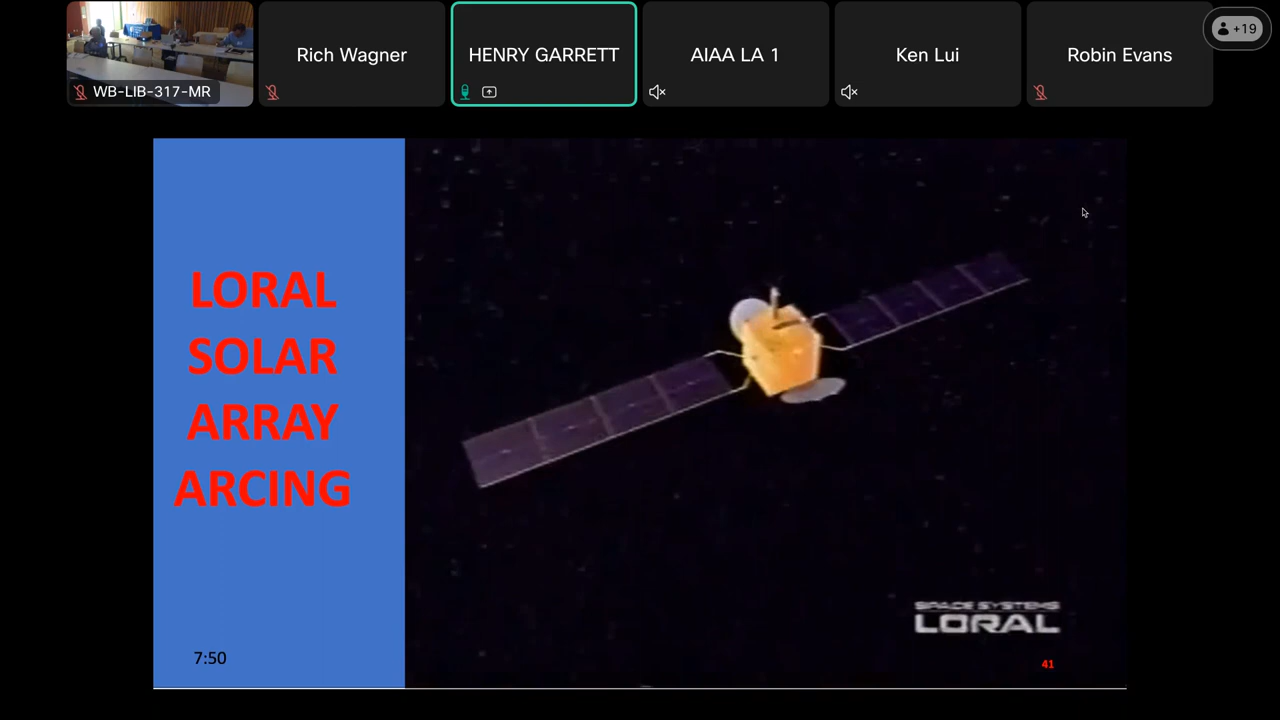 WB-LIB-317-MR
Rich Wagner
HENRY GARRETT
AIAA LA 1
Ken Lui
Robin Evans
+19
LORAL
SOLAR
ARRAY
ARCING
7:50
SPACE SYSTEMS
LORAL
41